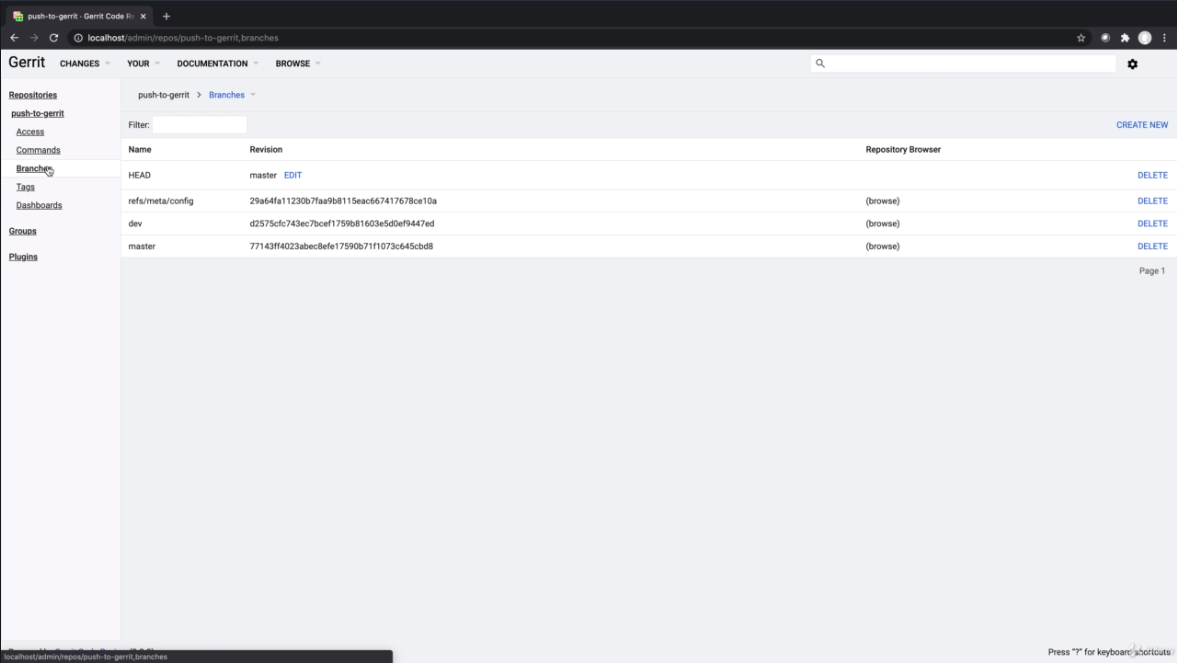 push-to-gerrit · Gerrit Code Re
localhost/admin/repos/push-to-gerrit,branches
Gerrit CHANGES YOUR DOCUMENTATION BROWSE
Repositories
push-to-gerrit
Access
Commands
Branches
Tags
Dashboards
Groups
Plugins
push-to-gerrit > Branches
Filter:
CREATE NEW
Name Revision Repository Browser
HEAD master EDIT DELETE
refs/meta/config 29a64fa11230b7faa9b8115eac667417678ce10a (browse) DELETE
dev d2575cfc743ec7bcef1759b81603e5d0ef9447ed (browse) DELETE
master 77143ff4023abec8efe17590b71f1073c645cbd8 (browse) DELETE
Page 1
localhost/admin/repos/push-to-gerrit,branches
Press "?" for keyboard shortcuts